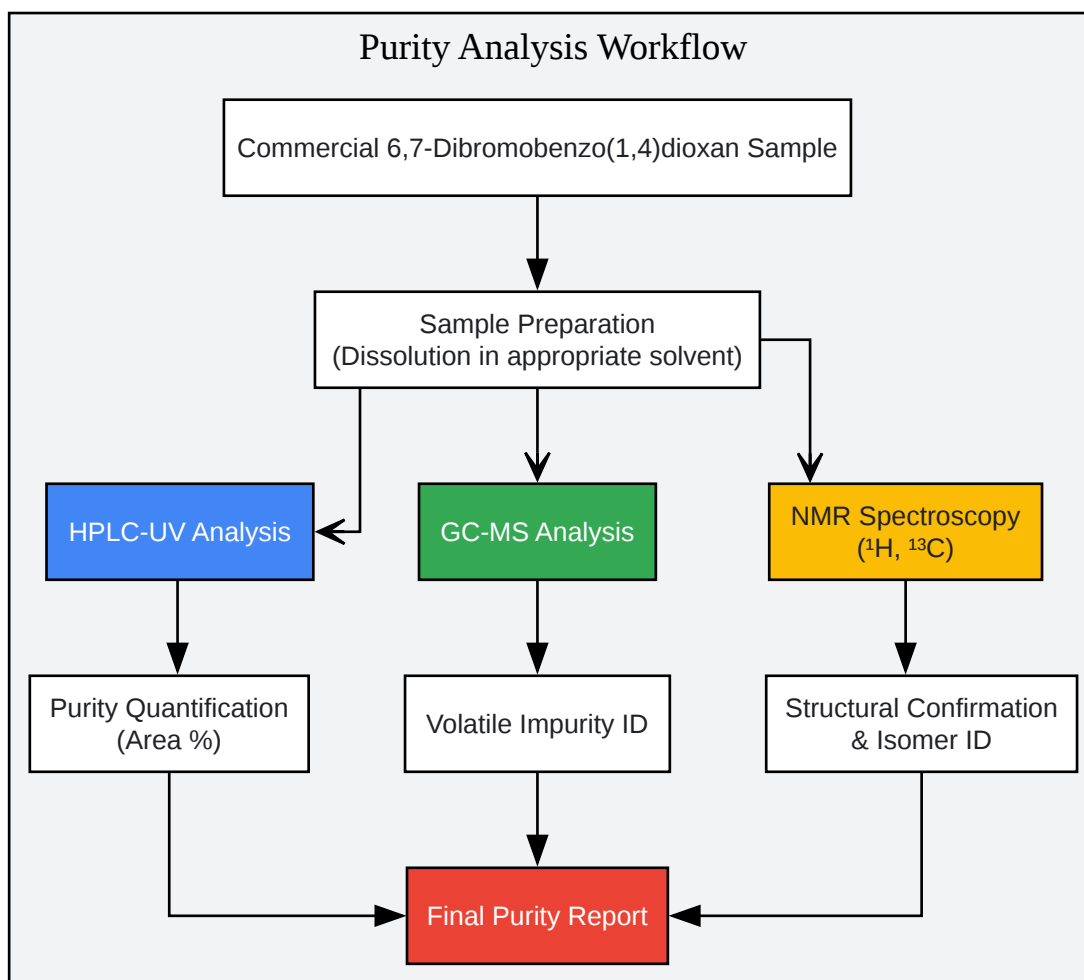 Purity Analysis Workflow
Commercial 6,7-Dibromobenzo(1,4)dioxan Sample
Sample Preparation
(Dissolution in appropriate solvent)
HPLC-UV Analysis
GC-MS Analysis
NMR Spectroscopy
(¹H, ¹³C)
Purity Quantification
(Area %)
Volatile Impurity ID
Structural Confirmation
& Isomer ID
Final Purity Report